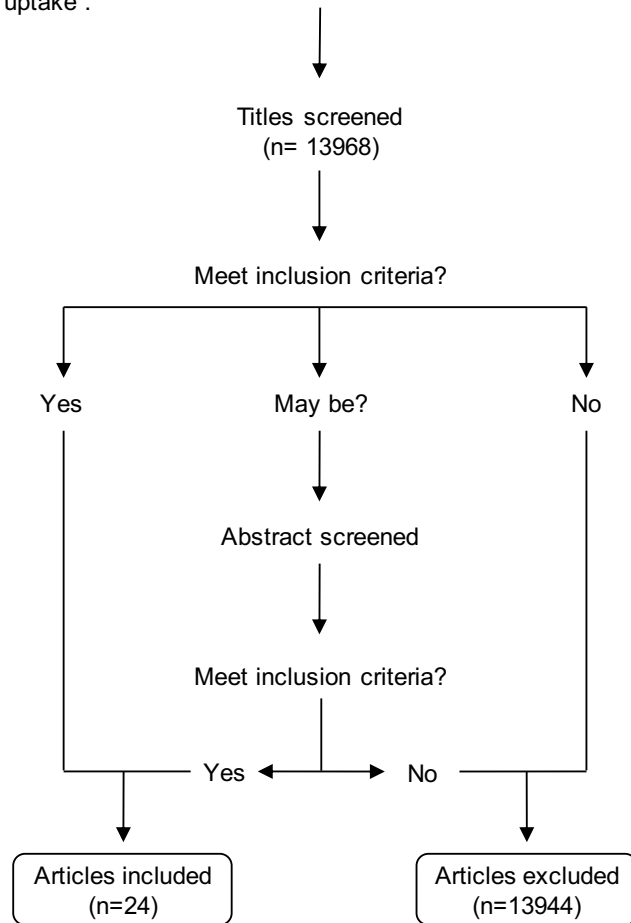 uptake .
Titles screened
(n= 13968)
Meet inclusion criteria?
Yes
May be?
No
Abstract screened
Meet inclusion criteria?
Yes
No
Articles included
(n=24)
Articles excluded
(n=13944)